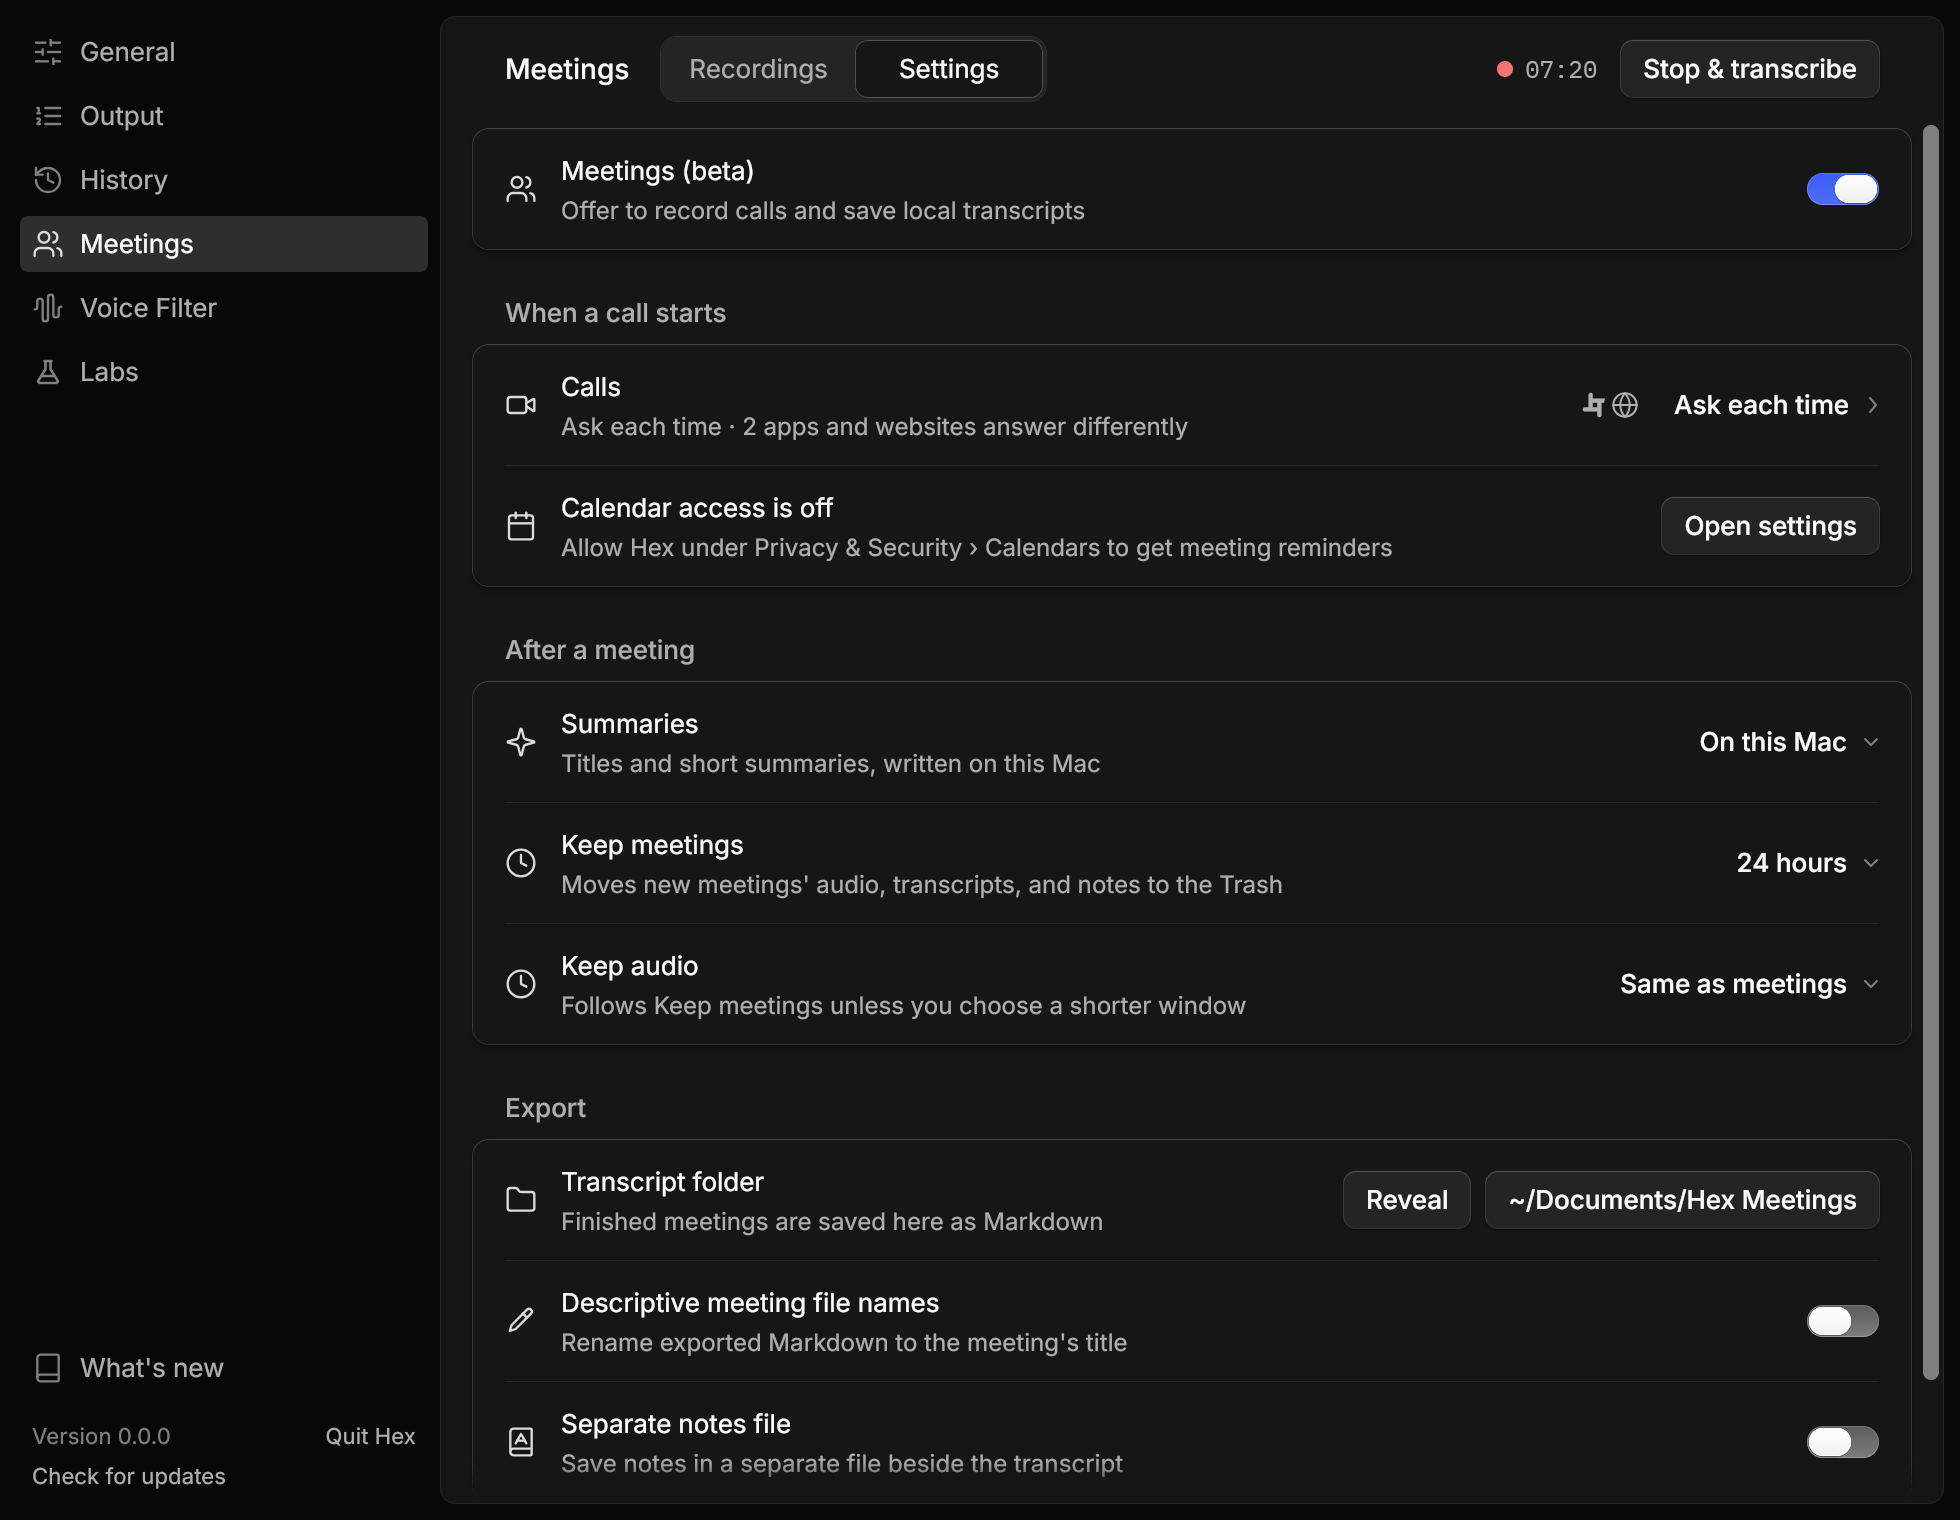 General
Output
History
Meetings
Voice Filter
Labs
What's new
Version 0.0.0
Quit Hex
Check for updates
Meetings
Recordings
Settings
07:20
Stop & transcribe
Meetings (beta)
Offer to record calls and save local transcripts
When a call starts
Calls
Ask each time · 2 apps and websites answer differently
Ask each time
Calendar access is off
Allow Hex under Privacy & Security › Calendars to get meeting reminders
Open settings
After a meeting
Summaries
Titles and short summaries, written on this Mac
On this Mac
Keep meetings
Moves new meetings' audio, transcripts, and notes to the Trash
24 hours
Keep audio
Follows Keep meetings unless you choose a shorter window
Same as meetings
Export
Transcript folder
Finished meetings are saved here as Markdown
Reveal
~/Documents/Hex Meetings
Descriptive meeting file names
Rename exported Markdown to the meeting's title
Separate notes file
Save notes in a separate file beside the transcript